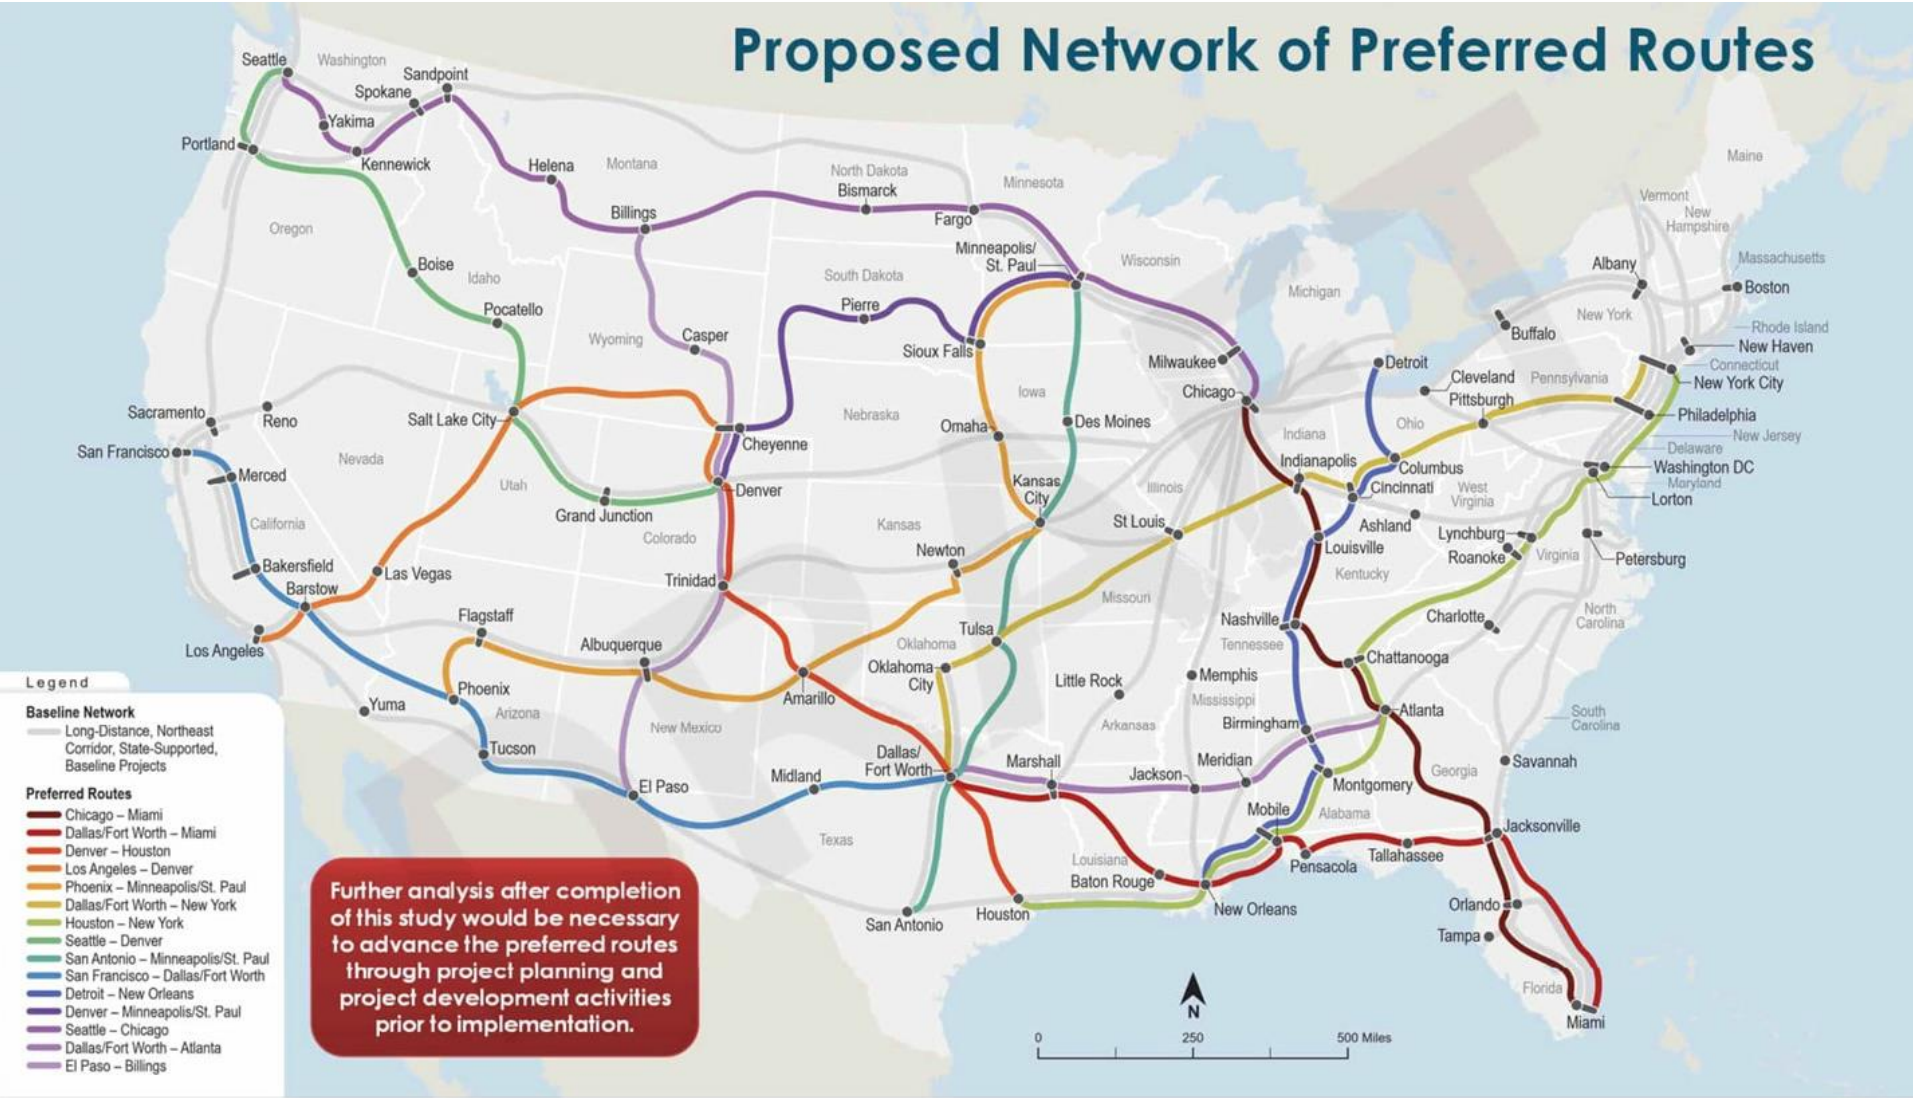 Proposed Network of Preferred Routes
Seattle
Washington
Sandpoint
Spokane
Yakima
Portland
Kennewick
Helena
Montana
North Dakota
Bismarck
Minnesota
Fargo
Maine
Vermont
New
Hampshire
Billings
Oregon
Boise
Idaho
Minneapolis/
St. Paul
Wisconsin
South Dakota
Pierre
Michigan
Albany
Massachusetts
Boston
Pocatello
New York
Buffalo
Rhode Island
New Haven
Wyoming
Casper
Sioux Falls
Milwaukee
Detroit
Connecticut
New York City
Cleveland
Pittsburgh
Pennsylvania
Iowa
Chicago
Sacramento
Reno
Salt Lake City
Nebraska
Omaha
Des Moines
Ohio
Philadelphia
New Jersey
Delaware
Indiana
Cheyenne
San Francisco
Nevada
Merced
Indianapolis
Columbus
Washington DC
Maryland
Lorton
Utah
Denver
Kansas
City
Illinois
Cincinnati
West
Virginia
Grand Junction
California
Colorado
Kansas
St Louis
Ashland
Lynchburg
Roanoke
Virginia
Petersburg
Louisville
Newton
Bakersfield
Barstow
Las Vegas
Trinidad
Kentucky
Missouri
Flagstaff
Albuquerque
Los Angeles
Tulsa
Oklahoma
Oklahoma
City
Nashville
Tennessee
Charlotte
North
Carolina
Chattanooga
Amarillo
Little Rock
Memphis
Mississippi
Phoenix
Yuma
Arizona
New Mexico
Arkansas
Birmingham
Atlanta
South
Carolina
Tucson
Dallas/
Fort Worth
Marshall
Jackson
Meridian
Georgia
Savannah
El Paso
Midland
Montgomery
Mobile
Alabama
Texas
Jacksonville
Pensacola
Tallahassee
Louisiana
Baton Rouge
San Antonio
Houston
New Orleans
Orlando
Tampa
Florida
Miami
Legend
Baseline Network
Long-Distance, Northeast
Corridor, State-Supported,
Baseline Projects
Preferred Routes
Chicago – Miami
Dallas/Fort Worth – Miami
Denver – Houston
Los Angeles – Denver
Phoenix – Minneapolis/St. Paul
Dallas/Fort Worth – New York
Houston – New York
Seattle – Denver
San Antonio – Minneapolis/St. Paul
San Francisco – Dallas/Fort Worth
Detroit – New Orleans
Denver – Minneapolis/St. Paul
Seattle – Chicago
Dallas/Fort Worth – Atlanta
El Paso – Billings
Further analysis after completion
of this study would be necessary
to advance the preferred routes
through project planning and
project development activities
prior to implementation.
N
0 250 500 Miles
DRAFT